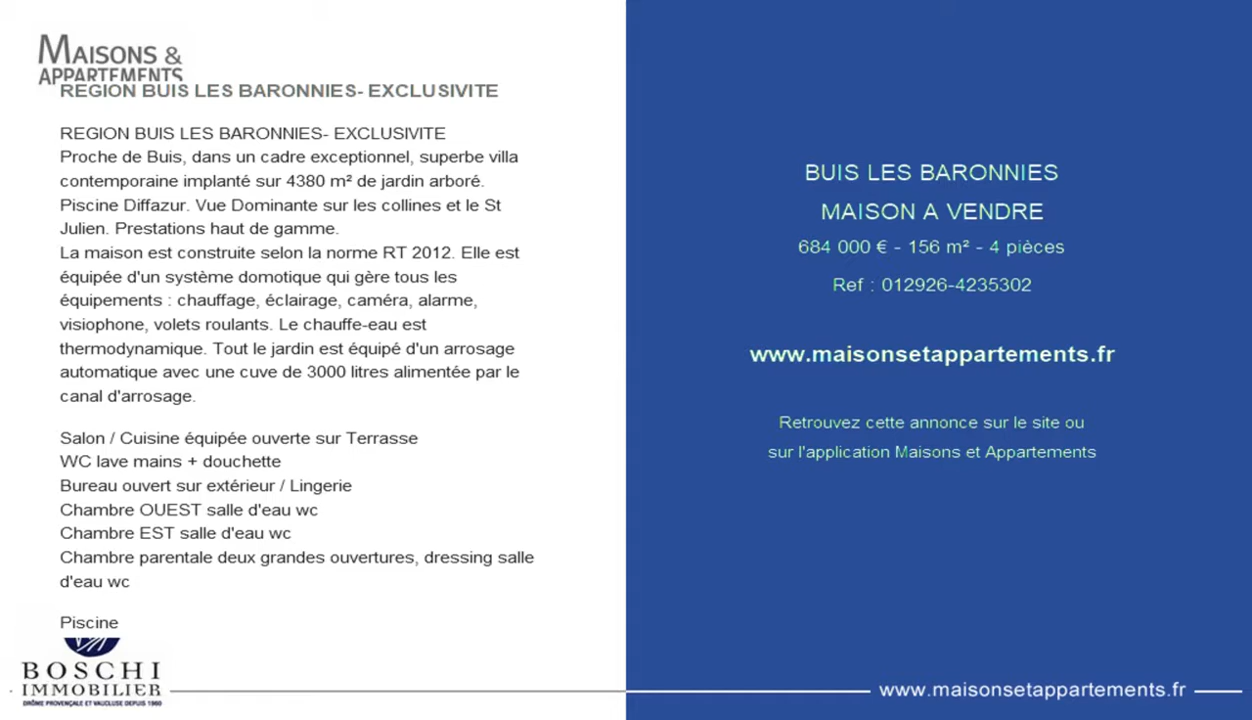 MAISONS &
APPARTEMENTS
REGION BUIS LES BARONNIES- EXCLUSIVITE
REGION BUIS LES BARONNIES- EXCLUSIVITE
Proche de Buis, dans un cadre exceptionnel, superbe villa
contemporaine implanté sur 4380 m² de jardin arboré.
Piscine Diffazur. Vue Dominante sur les collines et le St
Julien. Prestations haut de gamme.
La maison est construite selon la norme RT 2012. Elle est
équipée d'un système domotique qui gère tous les
équipements : chauffage, éclairage, caméra, alarme,
visiophone, volets roulants. Le chauffe-eau est
thermodynamique. Tout le jardin est équipé d'un arrosage
automatique avec une cuve de 3000 litres alimentée par le
canal d'arrosage.
Salon / Cuisine équipée ouverte sur Terrasse
WC lave mains + douchette
Bureau ouvert sur extérieur / Lingerie
Chambre OUEST salle d'eau wc
Chambre EST salle d'eau wc
Chambre parentale deux grandes ouvertures, dressing salle
d'eau wc
Piscine
BOSCHI
IMMOBILIER
DRÔME PROVENÇALE ET VAUCLUSE DEPUIS 1960
BUIS LES BARONNIES
MAISON A VENDRE
684 000 € - 156 m² - 4 pièces
Ref : 012926-4235302
www.maisonsetappartements.fr
Retrouvez cette annonce sur le site ou
sur l'application Maisons et Appartements
www.maisonsetappartements.fr